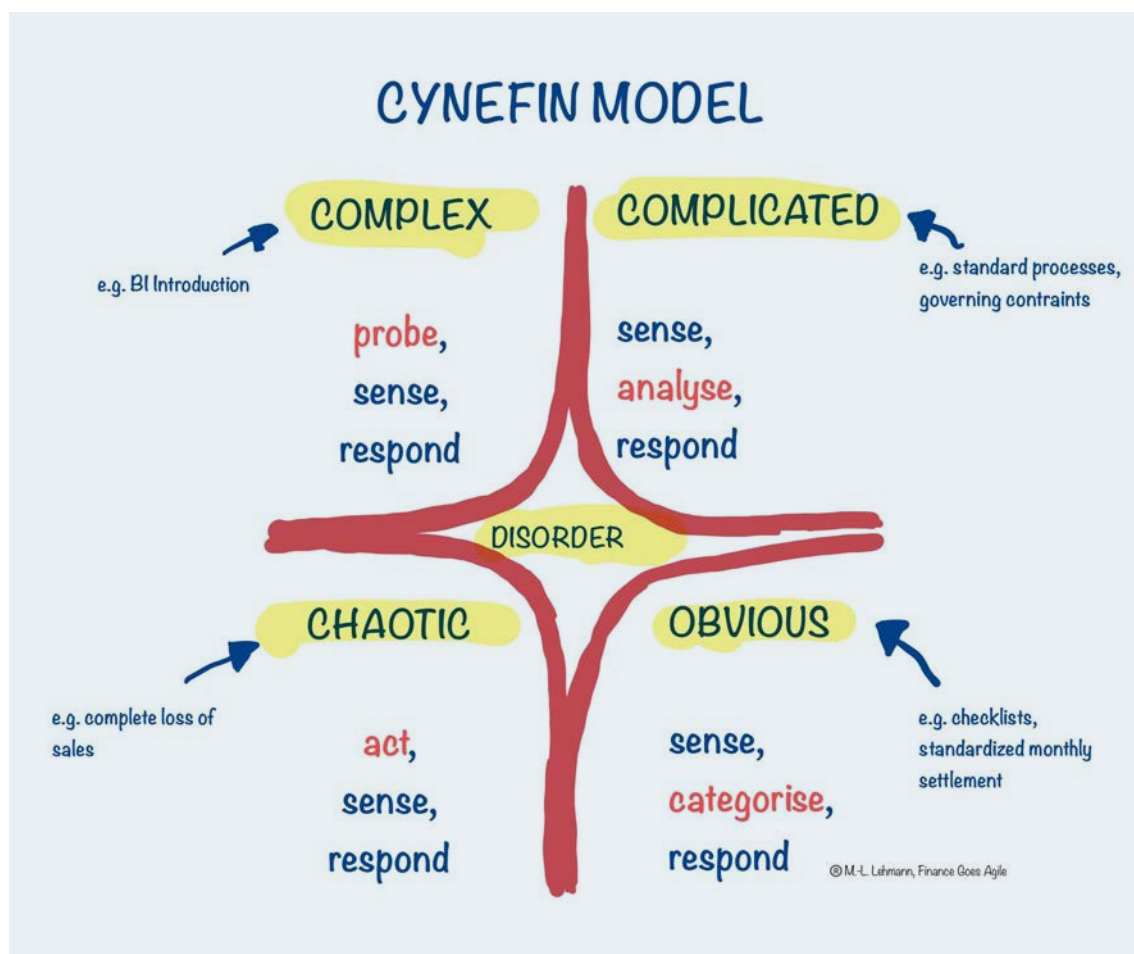 CYNEFIN MODEL
COMPLEX
e.g. BI Introduction
probe,
sense,
respond
COMPLICATED
e.g. standard processes,
governing contraints
sense,
analyse,
respond
DISORDER
CHAOTIC
e.g. complete loss of
sales
act,
sense,
respond
OBVIOUS
e.g. checklists,
standardized monthly
settlement
sense,
categorise,
respond
® M.-L. Lehmann, Finance Goes Agile